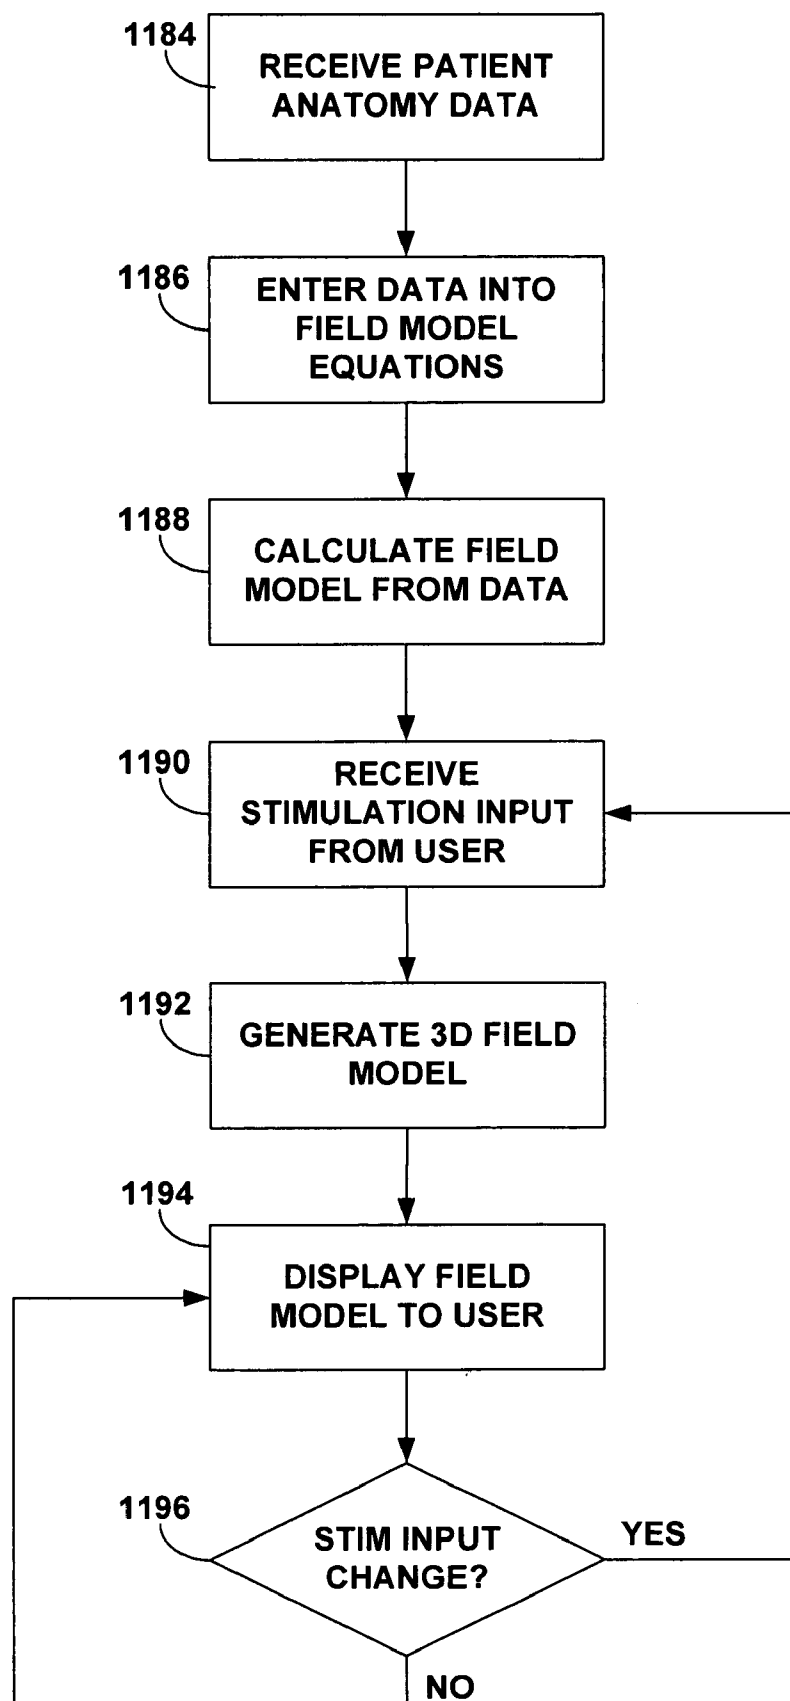 1184
RECEIVE PATIENT
ANATOMY DATA
1186
ENTER DATA INTO
FIELD MODEL
EQUATIONS
1188
CALCULATE FIELD
MODEL FROM DATA
1190
RECEIVE
STIMULATION INPUT
FROM USER
1192
GENERATE 3D FIELD
MODEL
1194
DISPLAY FIELD
MODEL TO USER
1196
STIM INPUT
CHANGE?
YES
NO